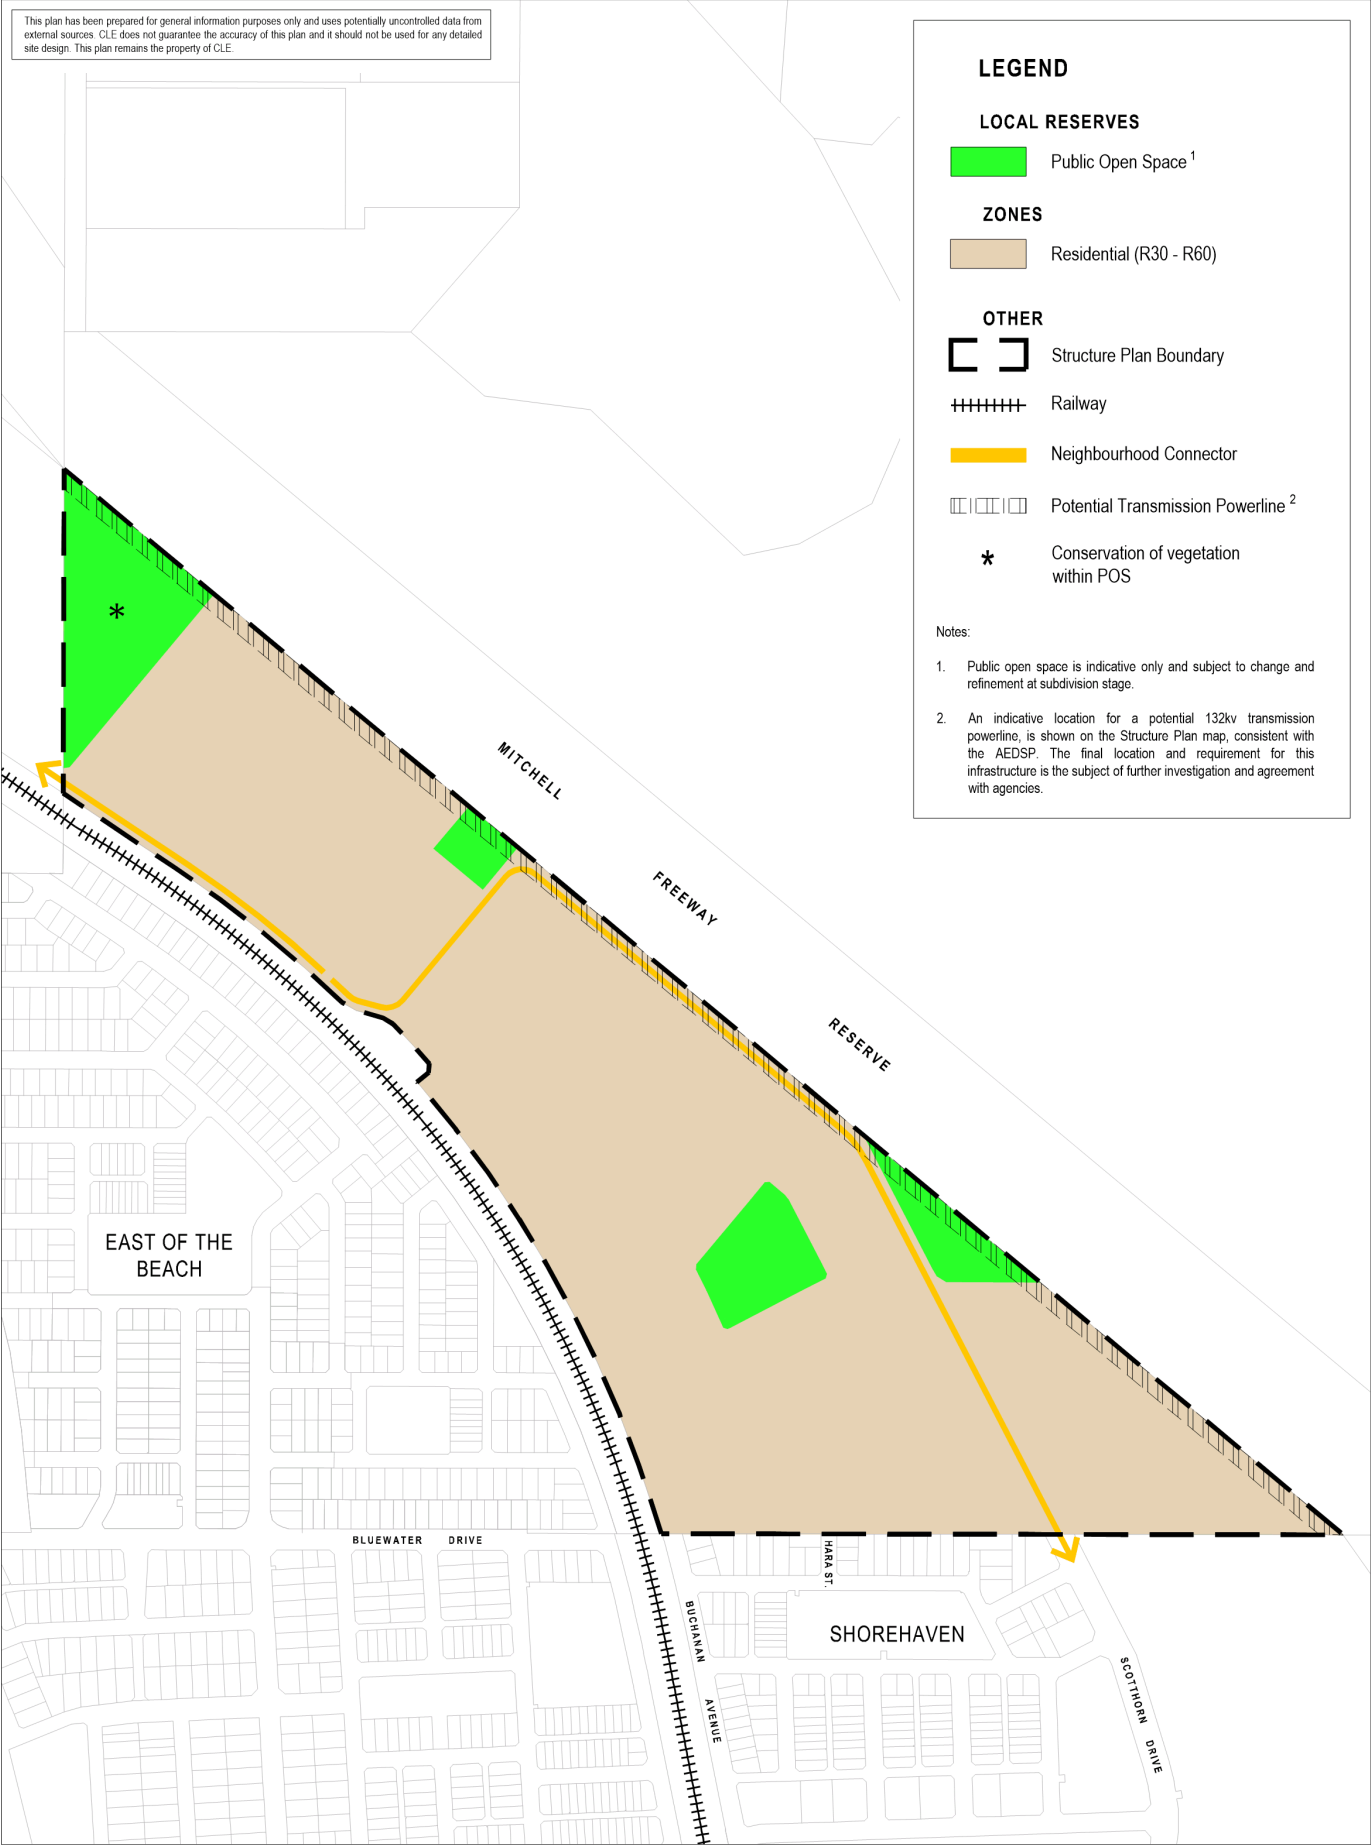 This plan has been prepared for general information purposes only and uses potentially uncontrolled data from
external sources. CLE does not guarantee the accuracy of this plan and it should not be used for any detailed
site design. This plan remains the property of CLE.
LEGEND
LOCAL RESERVES
Public Open Space 1
ZONES
Residential (R30 - R60)
OTHER
Structure Plan Boundary
Railway
Neighbourhood Connector
Potential Transmission Powerline 2
* Conservation of vegetation
within POS
Notes:
1. Public open space is indicative only and subject to change and
refinement at subdivision stage.
2. An indicative location for a potential 132kv transmission
powerline, is shown on the Structure Plan map, consistent with
the AEDSP. The final location and requirement for this
infrastructure is the subject of further investigation and agreement
with agencies.
*
MITCHELL
FREEWAY
RESERVE
EAST OF THE
BEACH
BLUEWATER DRIVE
HARA ST.
BUCHANAN AVENUE
SHOREHAVEN
SCOTTHORN DRIVE